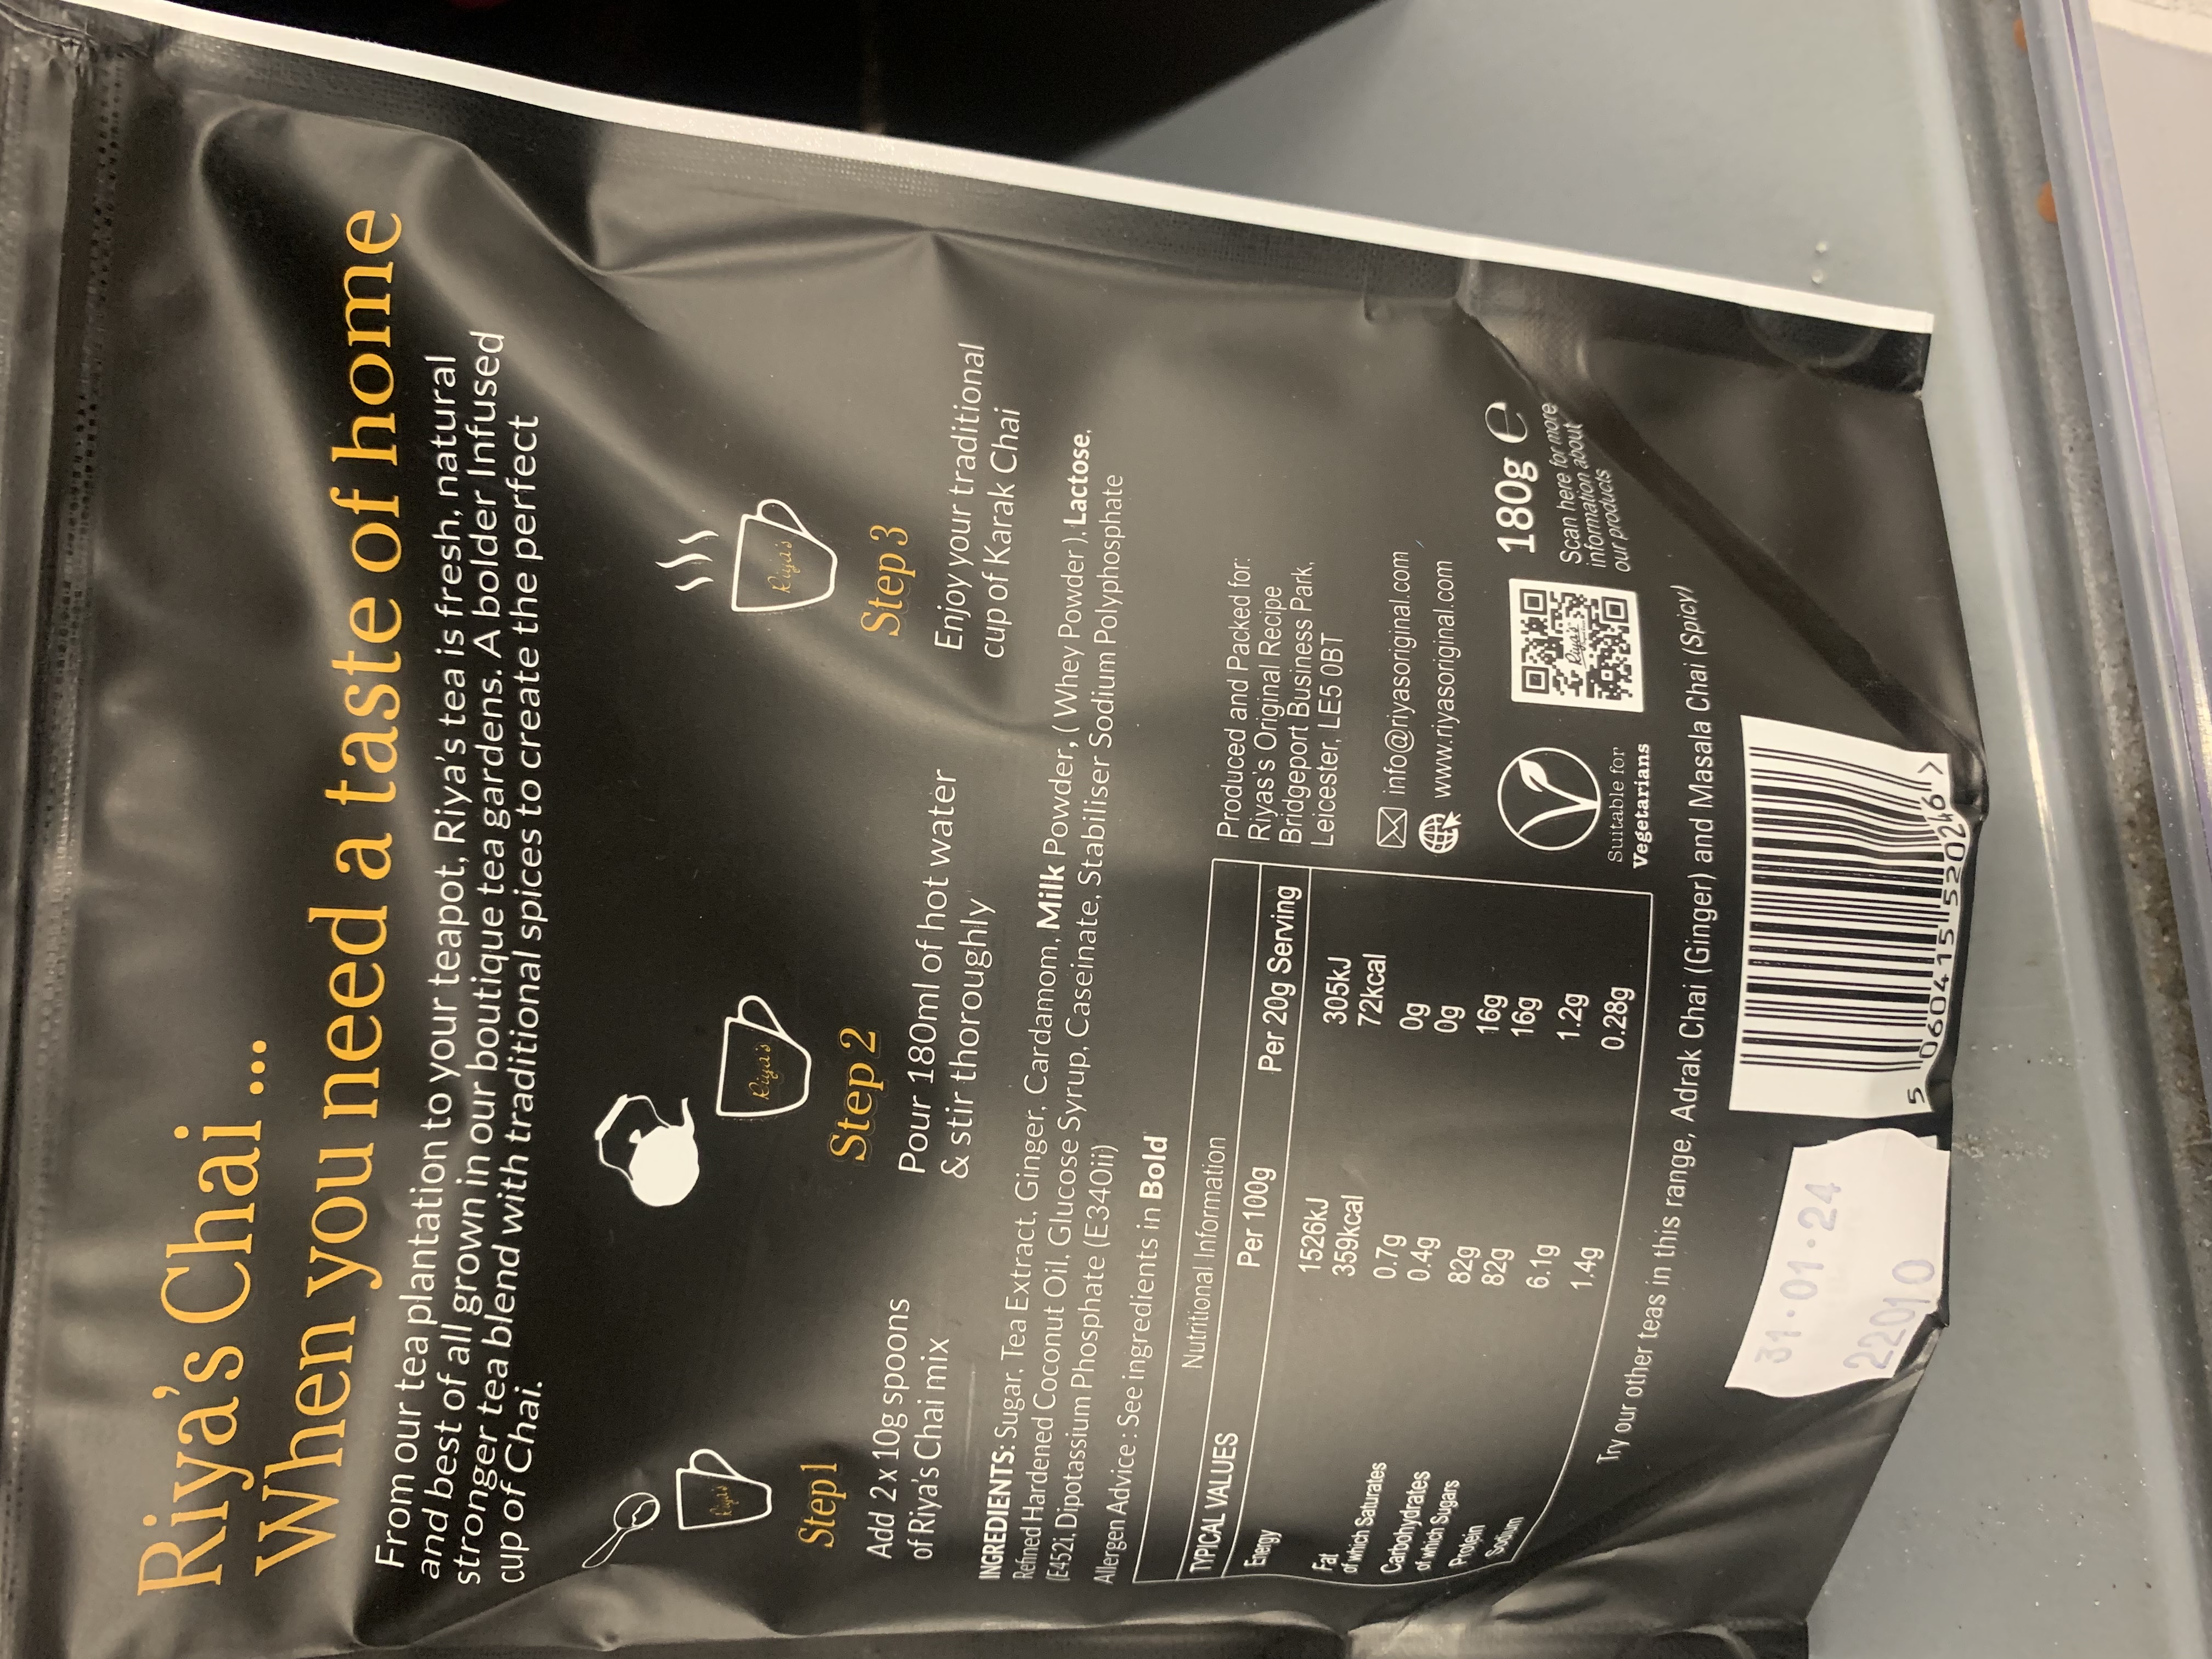 Riya's Chai ...
When you need a taste of home
From our tea plantation to your teapot, Riya's tea is fresh, natural
and best of all grown in our boutique tea gardens. A bolder Infused
stronger tea blend with traditional spices to create the perfect
cup of Chai.
Riya's
Riya's
Riya's
Step 1
Add 2 x 10g spoons
of Riya's Chai mix
Step 2
Pour 180ml of hot water
& stir thoroughly
Step 3
Enjoy your traditional
cup of Karak Chai
INGREDIENTS: Sugar, Tea Extract, Ginger, Cardamom, Milk Powder, ( Whey Powder ), Lactose,
Refined Hardened Coconut Oil, Glucose Syrup, Caseinate, Stabiliser Sodium Polyphosphate
(E452i, Dipotassium Phosphate (E340ii)
Allergen Advice : See ingredients in Bold
Nutritional Information
TYPICAL VALUES Per 100g Per 20g Serving
Energy 1526kJ 305kJ
359kcal 72kcal
Fat 0.7g 0g
of which Saturates 0.4g 0g
Carbohydrates 82g 16g
of which Sugars 82g 16g
Protein 6.1g 1.2g
Sodium 1.4g 0.28g
Produced and Packed for:
Riyas's Original Recipe
Bridgeport Business Park,
Leicester, LE5 0BT
info@riyasoriginal.com
www.riyasoriginal.com
Suitable for
Vegetarians
Riya's
180g e
Scan here for more
information about
our products
Try our other teas in this range, Adrak Chai (Ginger) and Masala Chai (Spicy)
31·01·24
22010
5 060415 520246 >